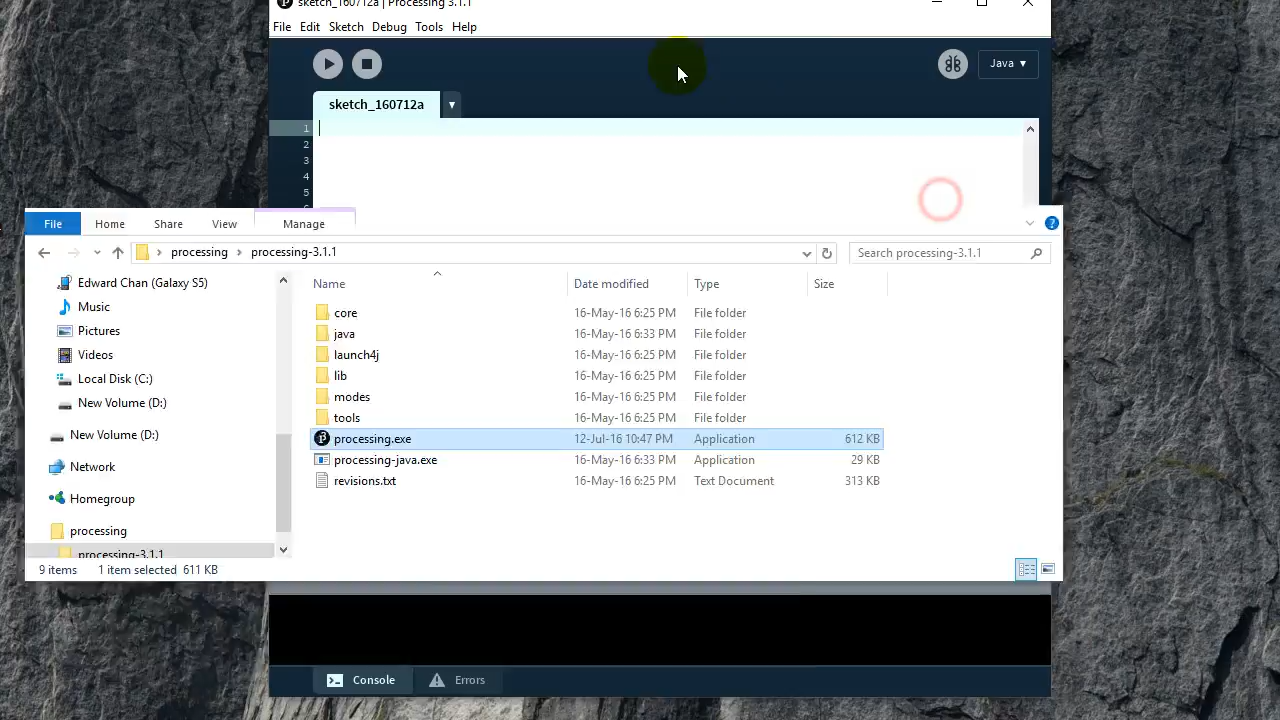 sketch_160712a | Processing 3.1.1
File Edit Sketch Debug Tools Help
Java ▾
sketch_160712a ▾
1
2
3
4
5
File Home Share View Manage
processing › processing-3.1.1
Search processing-3.1.1
Edward Chan (Galaxy S5)
Music
Pictures
Videos
Local Disk (C:)
New Volume (D:)
New Volume (D:)
Network
Homegroup
processing
processing-3.1.1
Name Date modified Type Size
core 16-May-16 6:25 PM File folder
java 16-May-16 6:33 PM File folder
launch4j 16-May-16 6:25 PM File folder
lib 16-May-16 6:25 PM File folder
modes 16-May-16 6:25 PM File folder
tools 16-May-16 6:25 PM File folder
processing.exe 12-Jul-16 10:47 PM Application 612 KB
processing-java.exe 16-May-16 6:33 PM Application 29 KB
revisions.txt 16-May-16 6:25 PM Text Document 313 KB
9 items 1 item selected 611 KB
Console Errors